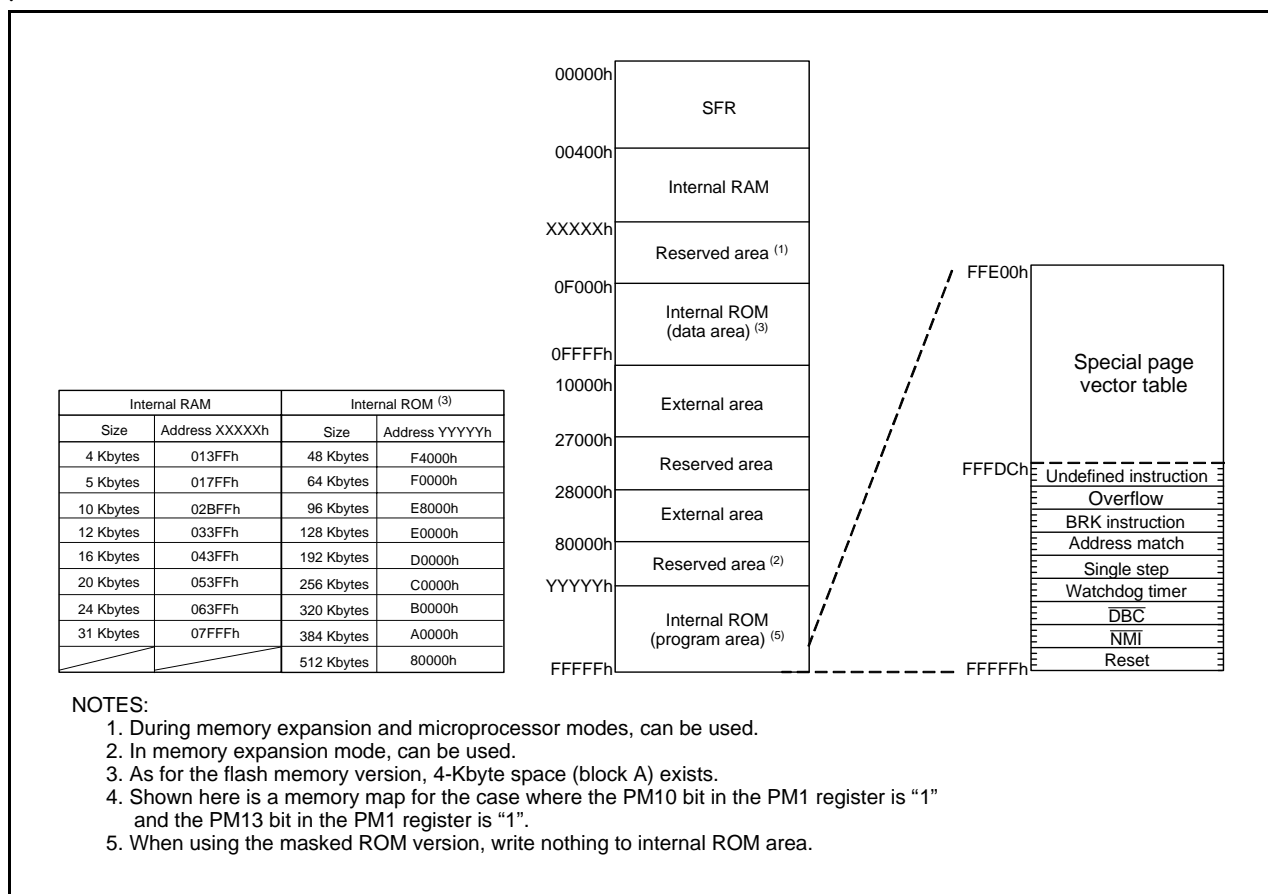 00000h
SFR
00400h
Internal RAM
XXXXXh
Reserved area (1)
0F000h
Internal ROM
(data area) (3)
0FFFFh
10000h
External area
27000h
Reserved area
28000h
External area
80000h
Reserved area (2)
YYYYYh
Internal ROM
(program area) (5)
FFFFFh
FFE00h
Special page
vector table
FFFDCh
Undefined instruction
Overflow
BRK instruction
Address match
Single step
Watchdog timer
DBC
NMI
Reset
FFFFFh
Internal RAM Internal ROM (3)
Size Address XXXXXh Size Address YYYYYh
4 Kbytes 013FFh 48 Kbytes F4000h
5 Kbytes 017FFh 64 Kbytes F0000h
10 Kbytes 02BFFh 96 Kbytes E8000h
12 Kbytes 033FFh 128 Kbytes E0000h
16 Kbytes 043FFh 192 Kbytes D0000h
20 Kbytes 053FFh 256 Kbytes C0000h
24 Kbytes 063FFh 320 Kbytes B0000h
31 Kbytes 07FFFh 384 Kbytes A0000h
512 Kbytes 80000h
NOTES:
1. During memory expansion and microprocessor modes, can be used.
2. In memory expansion mode, can be used.
3. As for the flash memory version, 4-Kbyte space (block A) exists.
4. Shown here is a memory map for the case where the PM10 bit in the PM1 register is “1”
and the PM13 bit in the PM1 register is “1”.
5. When using the masked ROM version, write nothing to internal ROM area.